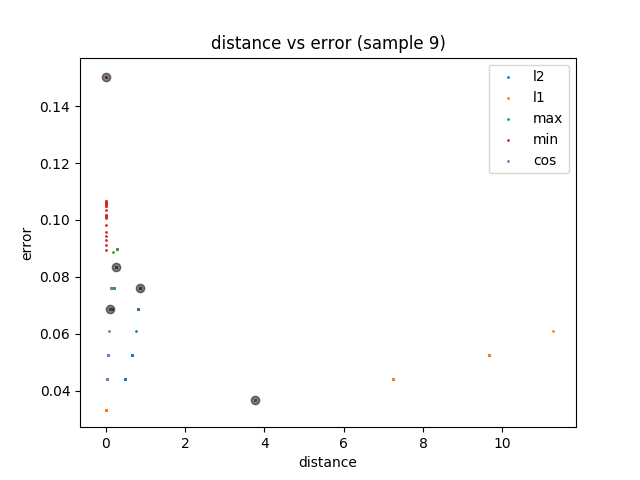 distance vs error (sample 9)
l2
l1
max
min
cos
error
0.14
0.12
0.10
0.08
0.06
0.04
0 2 4 6 8 10
distance